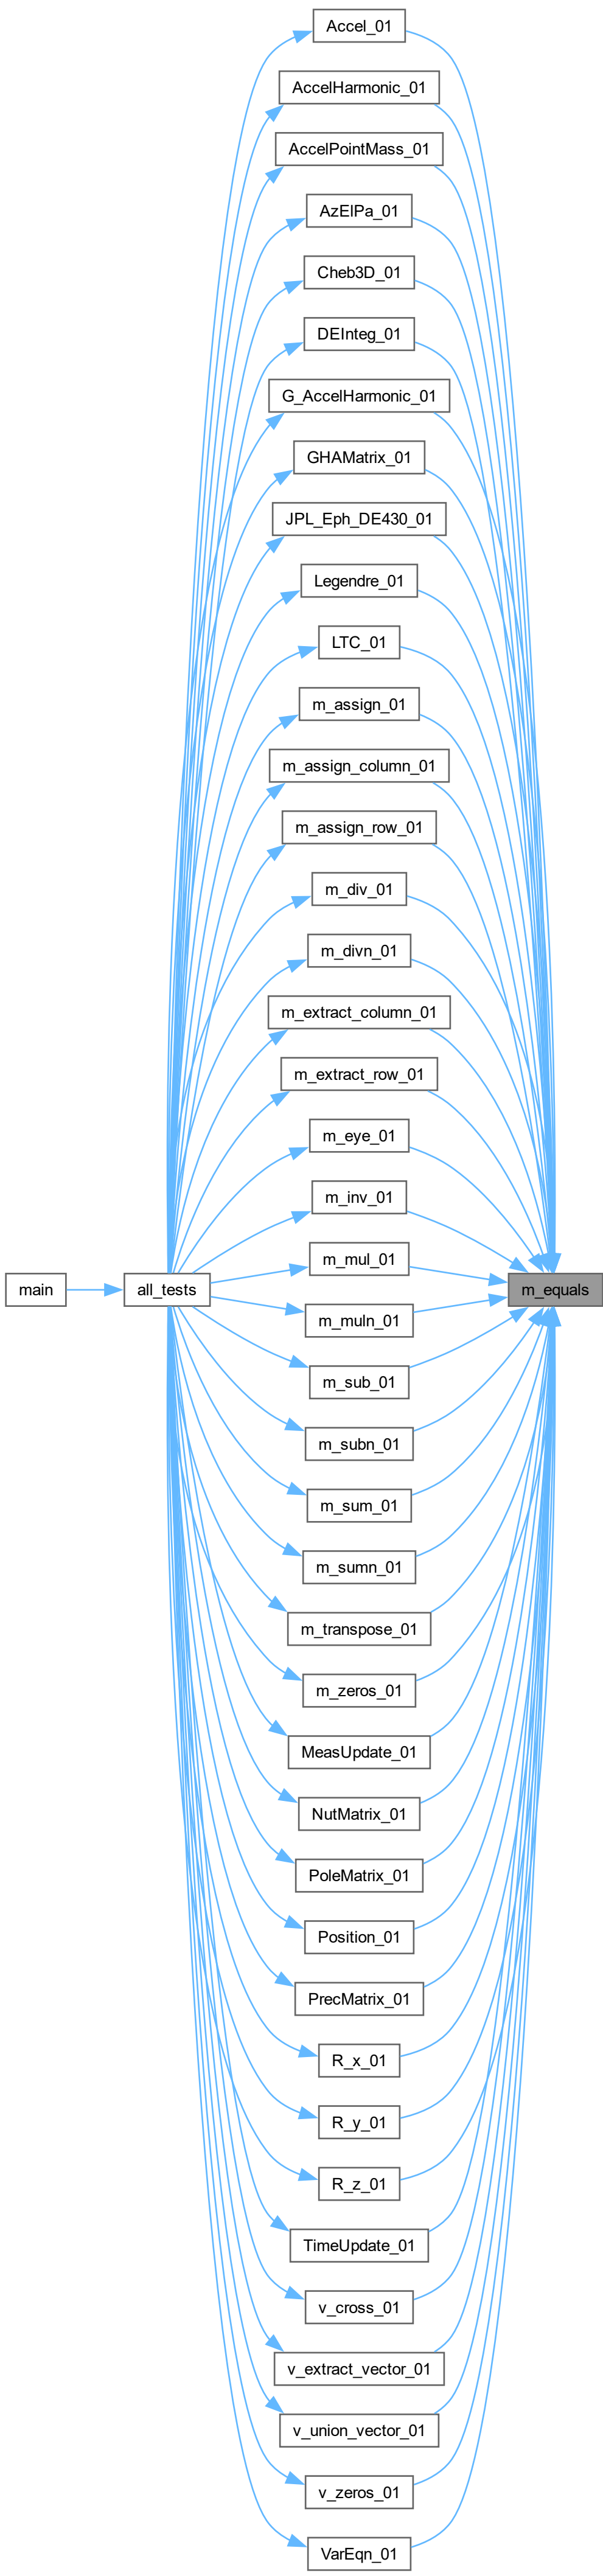 Accel_01
AccelHarmonic_01
AccelPointMass_01
AzElPa_01
Cheb3D_01
DEInteg_01
G_AccelHarmonic_01
GHAMatrix_01
JPL_Eph_DE430_01
Legendre_01
LTC_01
m_assign_01
m_assign_column_01
m_assign_row_01
m_div_01
m_divn_01
m_extract_column_01
m_extract_row_01
m_eye_01
m_inv_01
m_mul_01
main
all_tests
m_equals
m_muln_01
m_sub_01
m_subn_01
m_sum_01
m_sumn_01
m_transpose_01
m_zeros_01
MeasUpdate_01
NutMatrix_01
PoleMatrix_01
Position_01
PrecMatrix_01
R_x_01
R_y_01
R_z_01
TimeUpdate_01
v_cross_01
v_extract_vector_01
v_union_vector_01
v_zeros_01
VarEqn_01